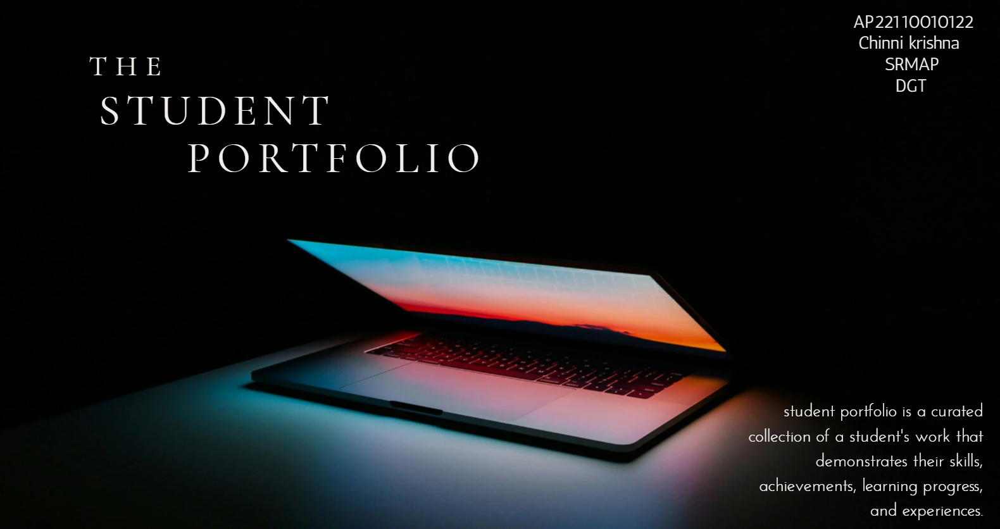 AP22110010122
Chinni krishna
SRMAP
DGT
THE
STUDENT
PORTFOLIO
student portfolio is a curated
collection of a student's work that
demonstrates their skills,
achievements, learning progress,
and experiences.